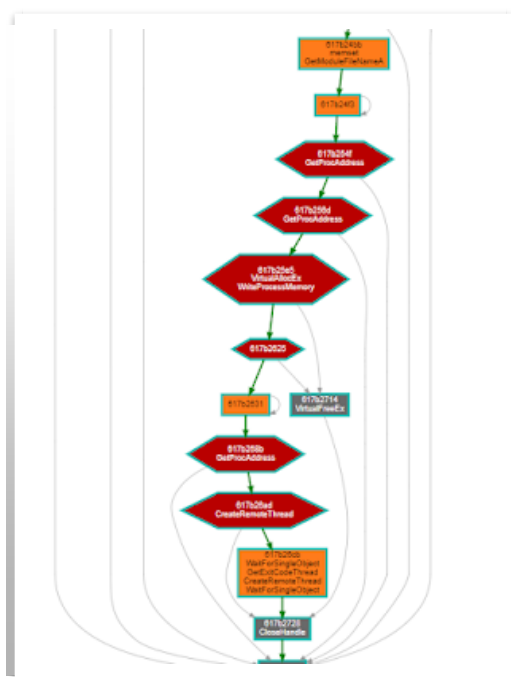 617b24bb
memset
GetModuleFileNameA
617b24f3
617b254f
GetProcAddress
617b256d
GetProcAddress
617b25e5
VirtualAllocEx
WriteProcessMemory
617b2625
617b2631
617b2714
VirtualFreeEx
617b268b
GetProcAddress
617b26ad
CreateRemoteThread
617b26cb
WaitForSingleObject
GetExitCodeThread
CreateRemoteThread
WaitForSingleObject
617b2728
CloseHandle